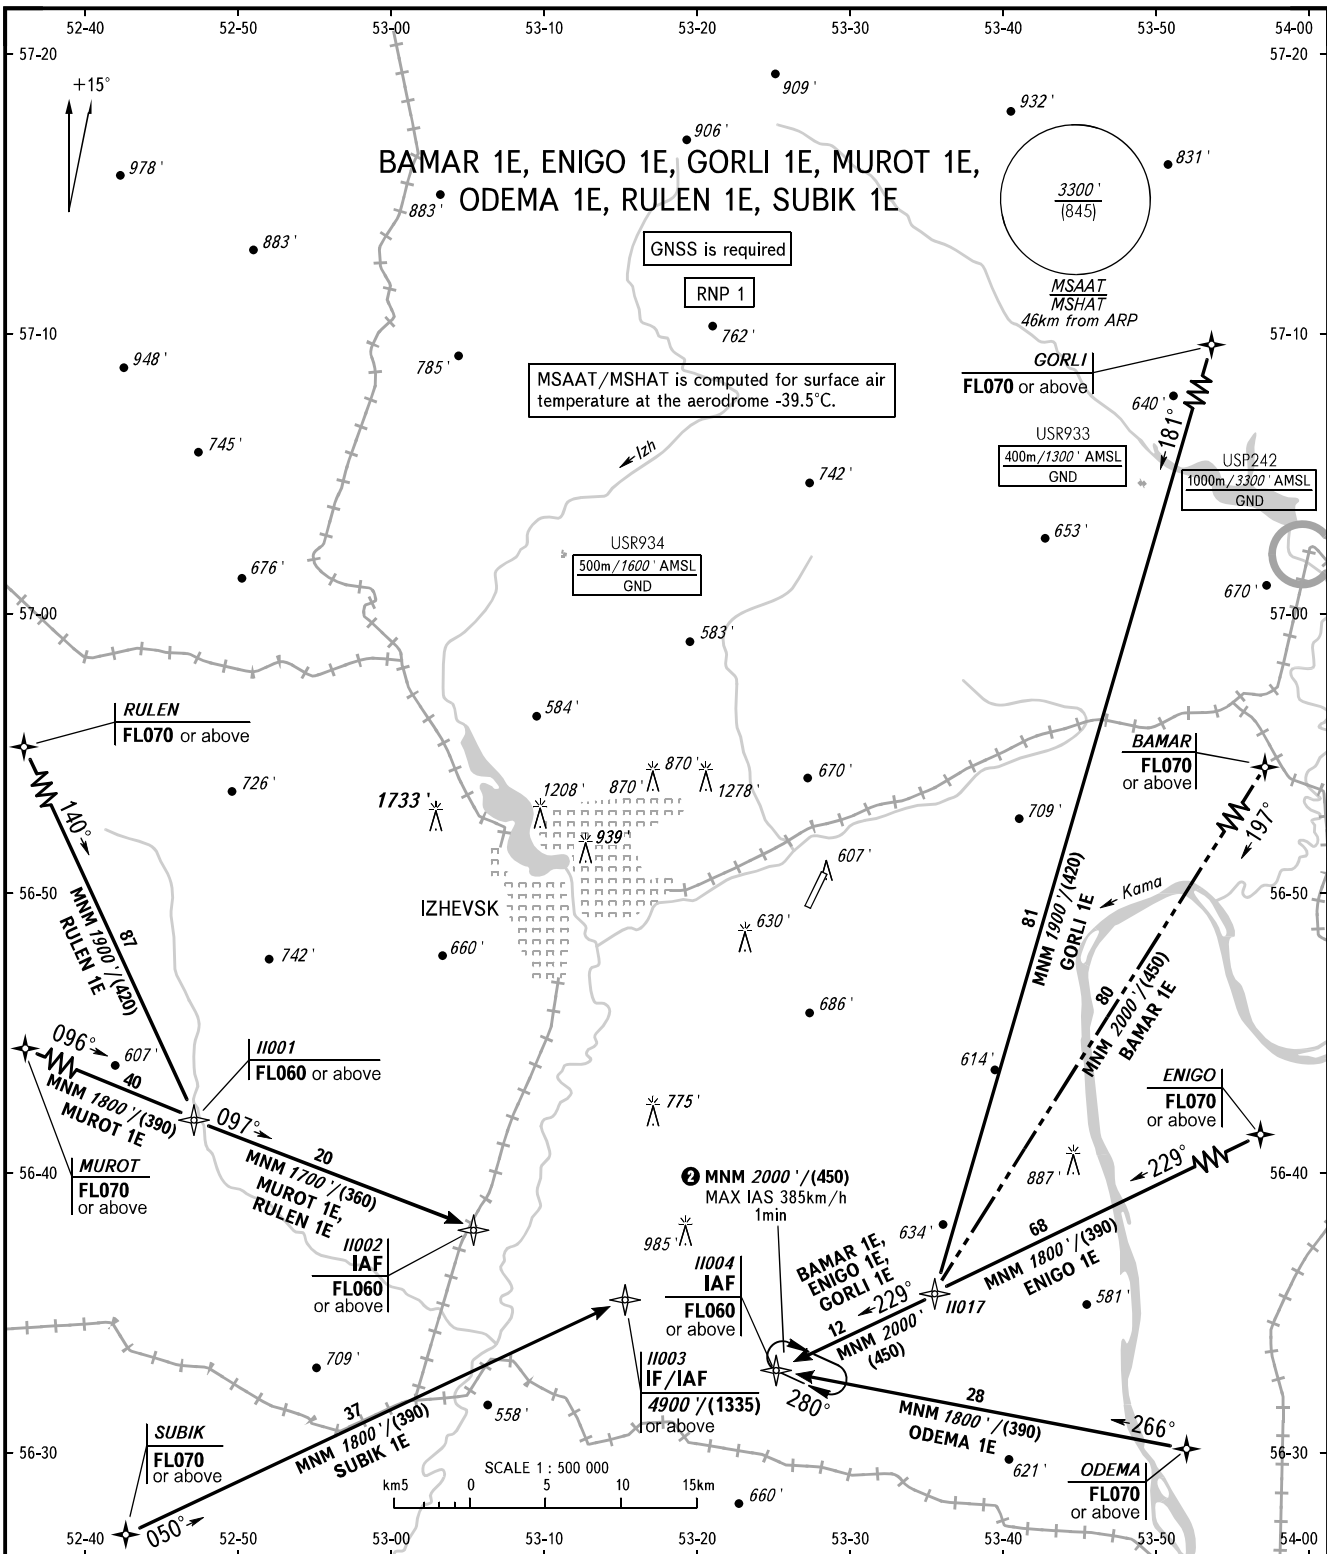 52-40
52-50
53-00
53-10
53-20
53-30
53-40
53-50
54-00
57-20
57-20
+15°
909'
932'
906'
BAMAR 1E, ENIGO 1E, GORLI 1E, MUROT 1E,
ODEMA 1E, RULEN 1E, SUBIK 1E
978'
831'
883'
883'
3300'
(845)
MSAAT
MSHAT
46km from ARP
GNSS is required
RNP 1
762'
57-10
57-10
948'
785'
MSAAT/MSHAT is computed for surface air
temperature at the aerodrome -39.5°C.
GORLI
FL070 or above
640'
181°
745'
Izh
742'
USR933
400m/1300' AMSL
GND
USP242
1000m/3300' AMSL
GND
653'
USR934
500m/1600' AMSL
GND
676'
670'
57-00
57-00
583'
RULEN
FL070 or above
584'
BAMAR
FL070
or above
726'
1733'
1208'
870'
870'
1278'
670'
709'
140°
197°
939'
607'
56-50
56-50
IZHEVSK
Kama
87
MNM 1900'/(420)
RULEN 1E
81
MNM 1900'/(420)
GORLI 1E
630'
742'
660'
686'
80
MNM 2000'/(450)
BAMAR 1E
096°
607'
40
MNM 1800'/(390)
MUROT 1E
II001
FL060 or above
614'
ENIGO
FL070
or above
775'
097°
20
MNM 1700'/(360)
MUROT 1E,
RULEN 1E
MUROT
FL070
or above
56-40
56-40
2 MNM 2000'/(450)
MAX IAS 385km/h
1min
887'
229°
68
MNM 1800'/(390)
ENIGO 1E
985'
634'
II002
IAF
FL060
or above
II004
IAF
FL060
or above
BAMAR 1E,
ENIGO 1E,
GORLI 1E
229°
12
MNM 2000'
(450)
II017
581'
709'
II003
IF/IAF
4900'/(1335)
or above
280°
28
MNM 1800'/(390)
ODEMA 1E
266°
37
MNM 1800'/(390)
SUBIK 1E
558'
SUBIK
FL070
or above
56-30
56-30
621'
ODEMA
FL070
or above
SCALE 1 : 500 000
km5
0
5
10
15km
660'
050°
52-40
52-50
53-00
53-10
53-20
53-30
53-40
53-50